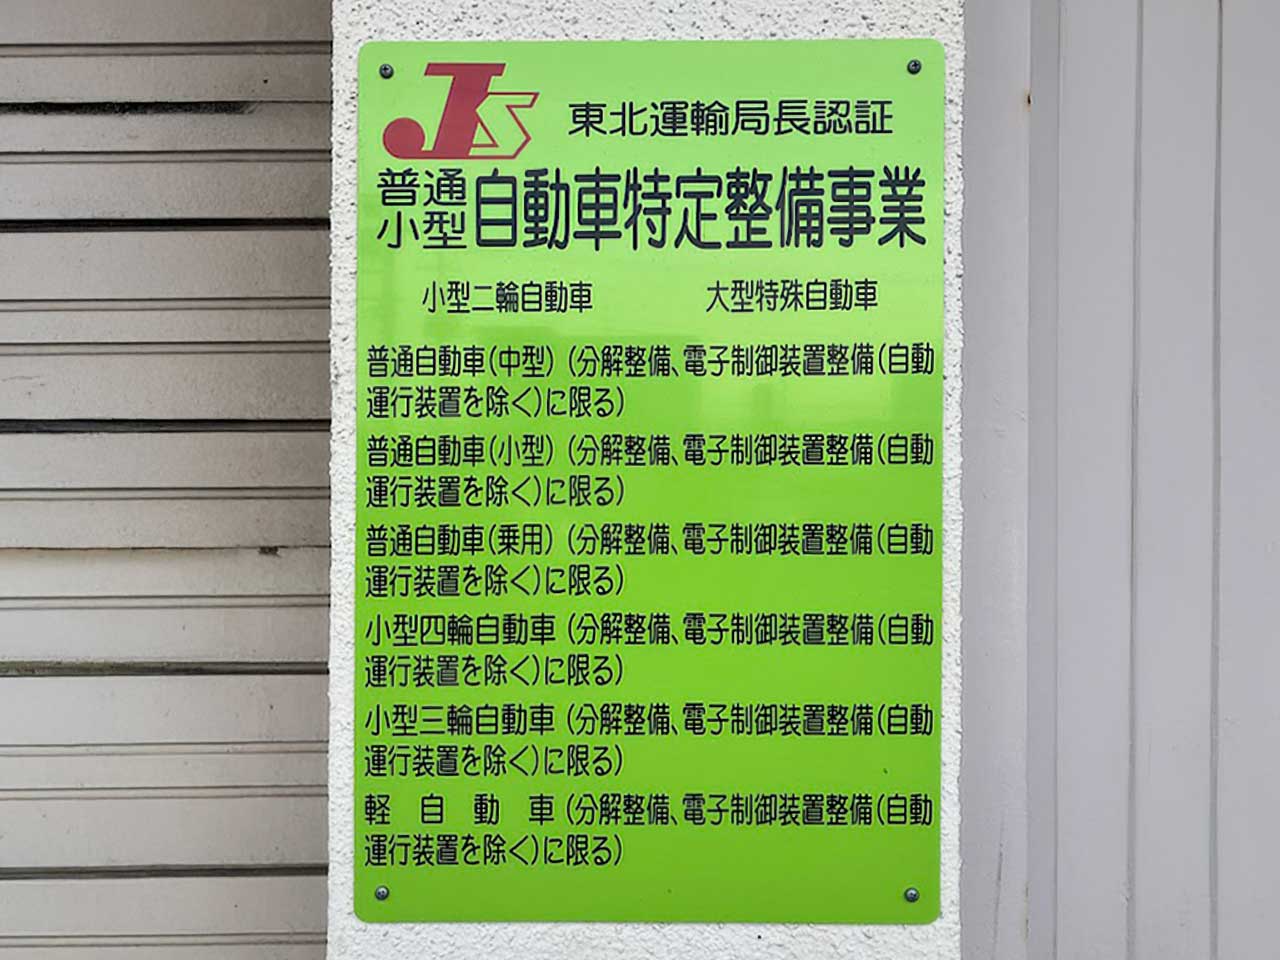 JS 東北運輸局長認証
普通
小型 自動車特定整備事業
小型二輪自動車 大型特殊自動車
普通自動車(中型)(分解整備、電子制御装置整備(自動
運行装置を除く)に限る)
普通自動車(小型)(分解整備、電子制御装置整備(自動
運行装置を除く)に限る)
普通自動車(乗用)(分解整備、電子制御装置整備(自動
運行装置を除く)に限る)
小型四輪自動車(分解整備、電子制御装置整備(自動
運行装置を除く)に限る)
小型三輪自動車(分解整備、電子制御装置整備(自動
運行装置を除く)に限る)
軽自動車(分解整備、電子制御装置整備(自動
運行装置を除く)に限る)